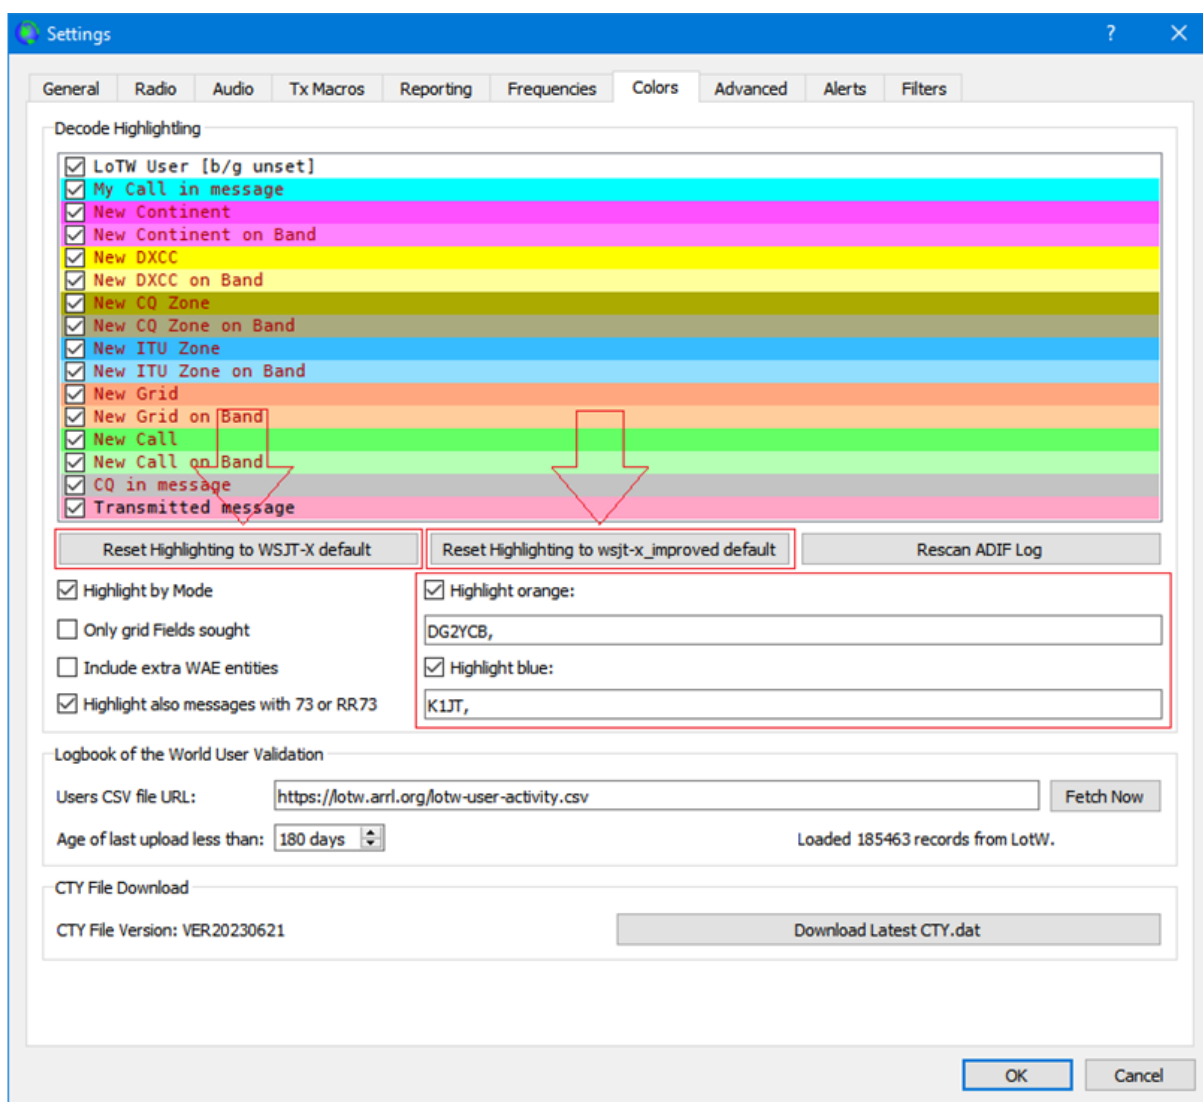 Settings
?
General Radio Audio Tx Macros Reporting Frequencies Colors Advanced Alerts Filters
Decode Highlightling
LoTW User [b/g unset]
My Call in message
New Continent
New Continent on Band
New DXCC
New DXCC on Band
New CQ Zone
New CQ Zone on Band
New ITU Zone
New ITU Zone on Band
New Grid
New Grid on Band
New Call
New Call on Band
CQ in message
Transmitted message
Reset Highlighting to WSJT-X default Reset Highlighting to wsjt-x_improved default Rescan ADIF Log
Highlight by Mode Highlight orange:
Only grid Fields sought DG2YCB,
Include extra WAE entities Highlight blue:
Highlight also messages with 73 or RR73 K1JT,
Logbook of the World User Validation
Users CSV file URL: https://lotw.arrl.org/lotw-user-activity.csv Fetch Now
Age of last upload less than: 180 days Loaded 185463 records from LotW.
CTY File Download
CTY File Version: VER20230621 Download Latest CTY.dat
OK Cancel